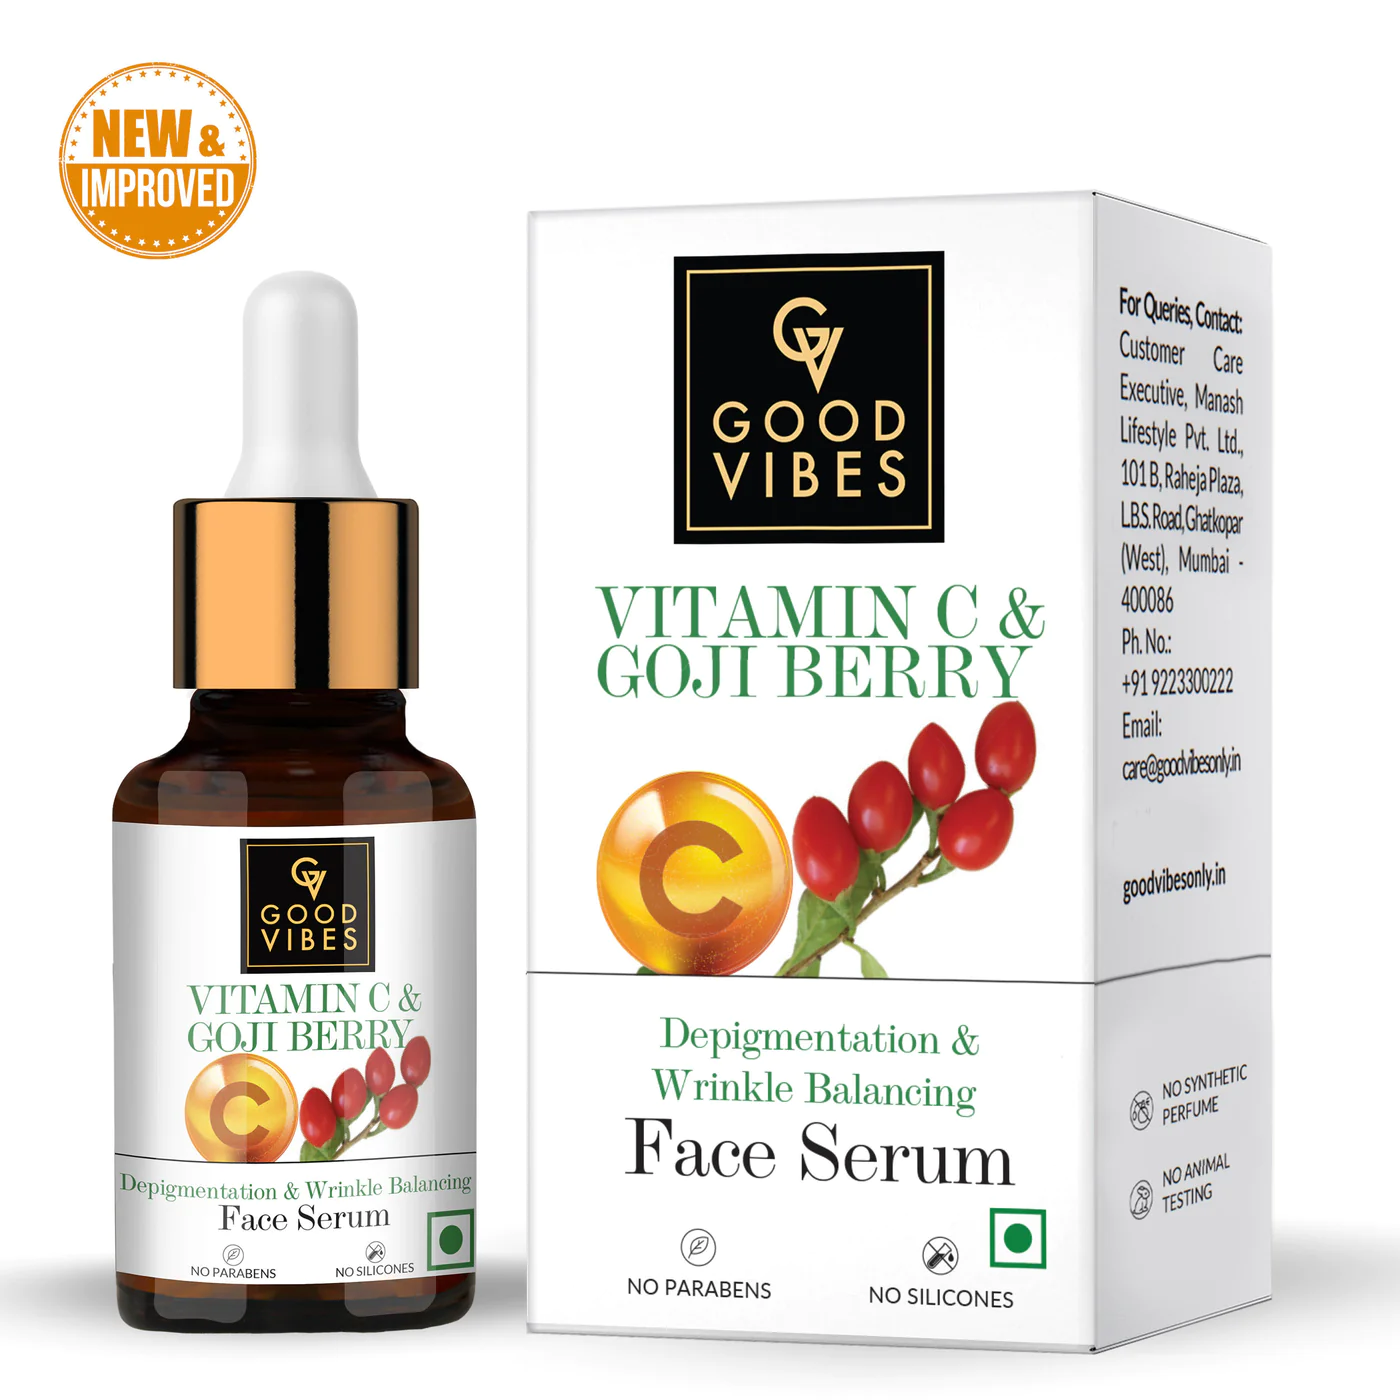 NEW &
IMPROVED
GV
GOOD
VIBES
VITAMIN C &
GOJI BERRY
C
Depigmentation & Wrinkle Balancing
Face Serum
NO PARABENS
NO SILICONES
GV
GOOD
VIBES
VITAMIN C &
GOJI BERRY
C
Depigmentation &
Wrinkle Balancing
Face Serum
NO PARABENS
NO SILICONES
For Queries, Contact:
Customer Care
Executive, Manash
Lifestyle Pvt. Ltd.,
101 B, Raheja Plaza,
L.B.S. Road, Ghatkopar
(West), Mumbai -
400086
Ph. No.:
+91 9223300222
Email:
care@goodvibesonly.in
goodvibesonly.in
NO SYNTHETIC
PERFUME
NO ANIMAL
TESTING